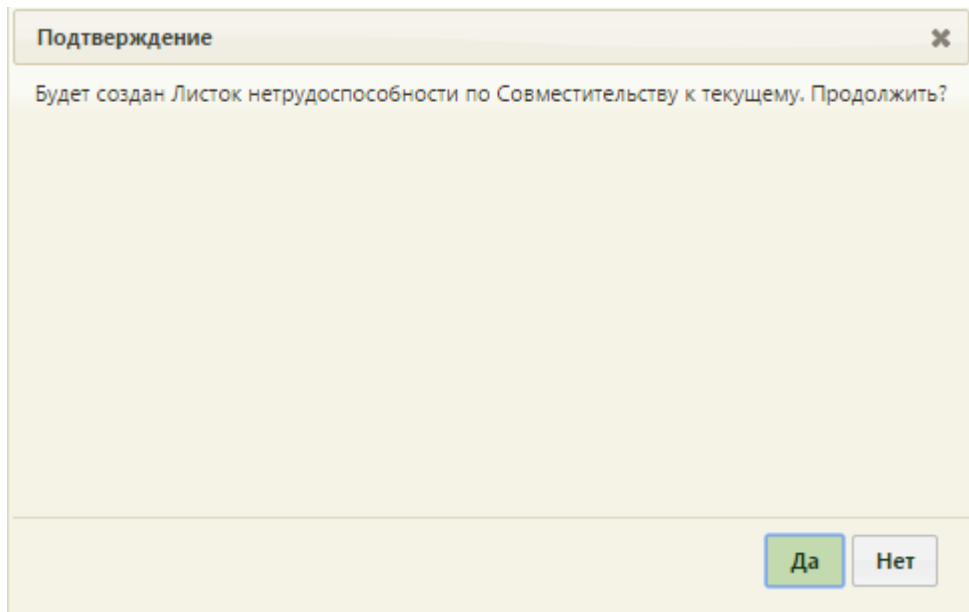 Подтверждение
Будет создан Листок нетрудоспособности по Совместительству к текущему. Продолжить?
Да Нет